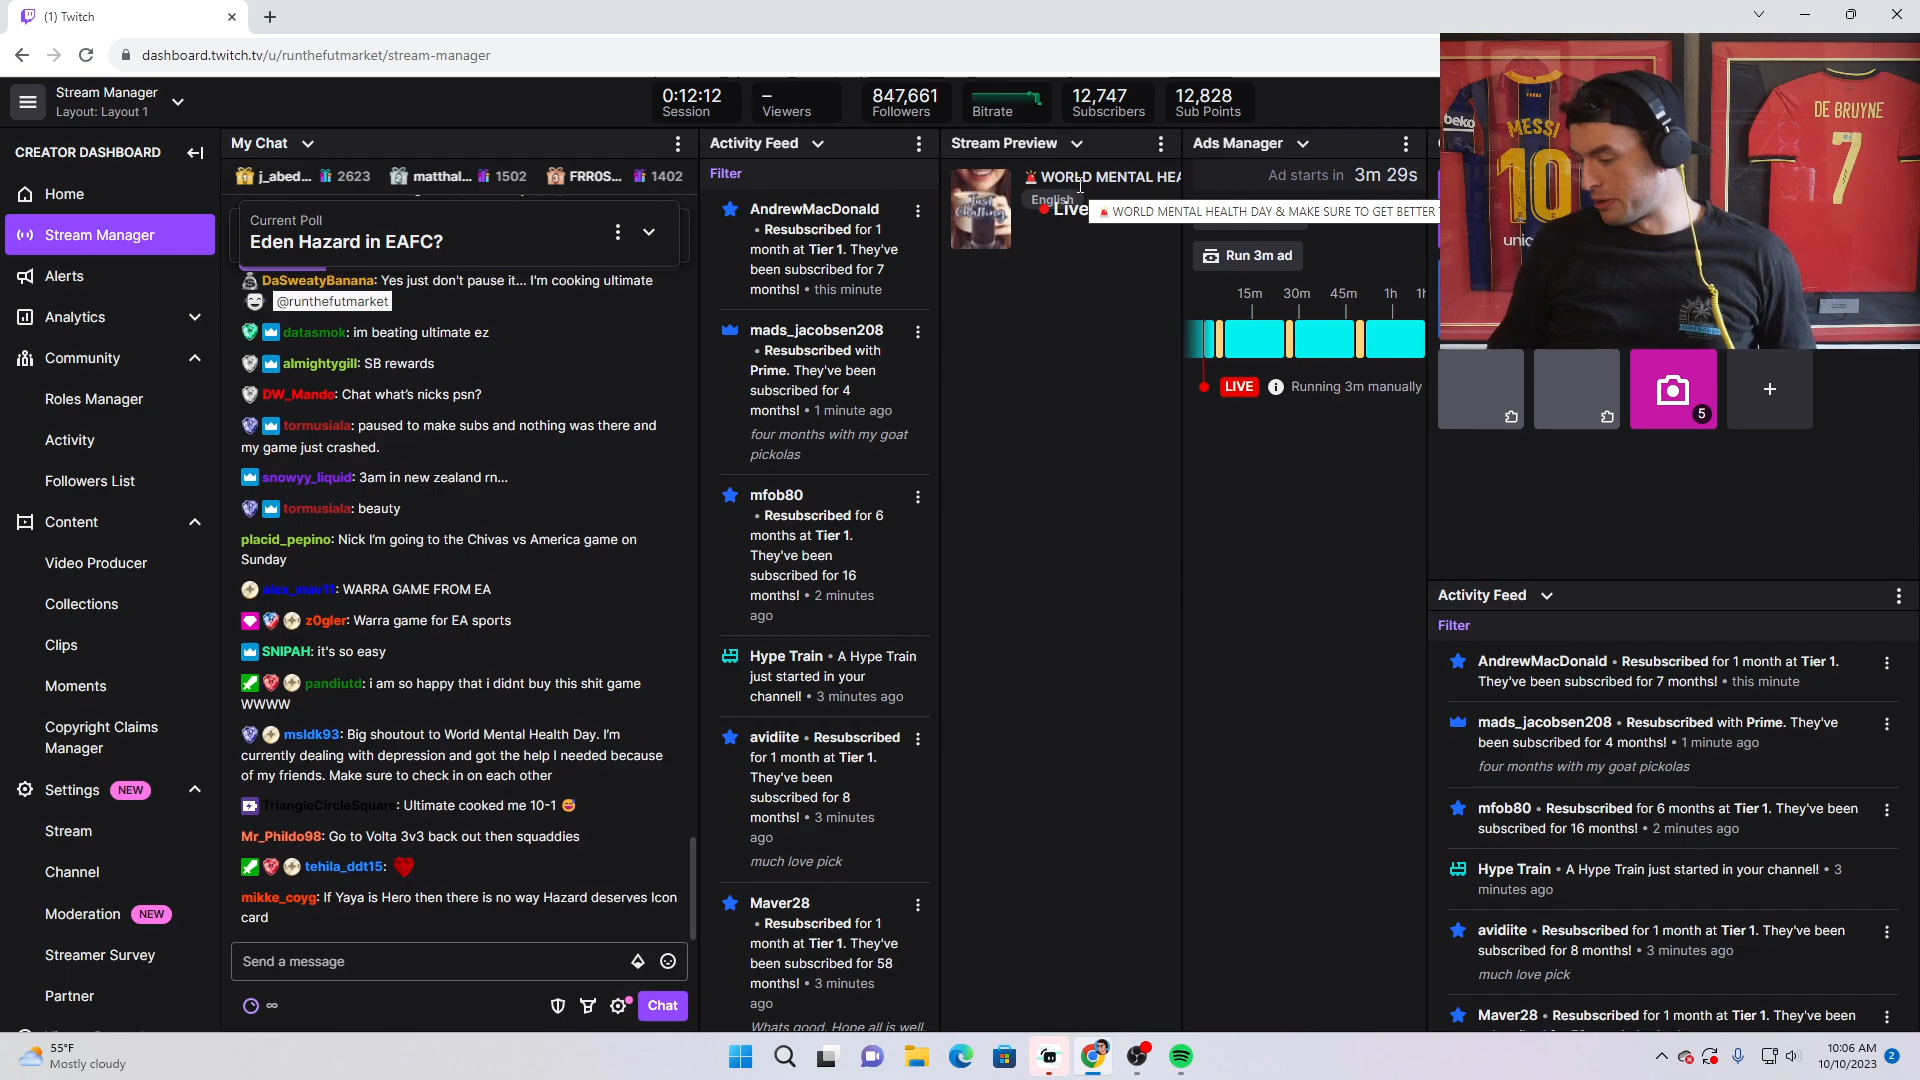 (1) Twitch
dashboard.twitch.tv/u/runthefutmarket/stream-manager
Stream Manager
Layout: Layout 1
0:12:12
Session
–
Viewers
847,661
Followers
Bitrate
12,747
Subscribers
12,828
Sub Points
CREATOR DASHBOARD
Home
Stream Manager
Alerts
Analytics
Community
Roles Manager
Activity
Followers List
Content
Video Producer
Collections
Clips
Moments
Copyright Claims
Manager
Settings NEW
Stream
Channel
Moderation NEW
Streamer Survey
Partner
My Chat
j_abed... 2623
matthal... 1502
FRR0S... 1402
Current Poll
Eden Hazard in EAFC?
DaSweatyBanana: Yes just don't pause it... I'm cooking ultimate
@runthefutmarket
datasmok: im beating ultimate ez
almightygill: SB rewards
DW_Mando: Chat what's nicks psn?
tormusiala: paused to make subs and nothing was there and
my game just crashed.
snowyy_liquid: 3am in new zealand rn...
tormusiala: beauty
placid_pepino: Nick I'm going to the Chivas vs America game on
Sunday
: WARRA GAME FROM EA
z0gler: Warra game for EA sports
SNIPAH: it's so easy
pandiutd: i am so happy that i didnt buy this shit game
WWWW
msldk93: Big shoutout to World Mental Health Day. I'm
currently dealing with depression and got the help I needed because
of my friends. Make sure to check in on each other
TriangleCircleSquare: Ultimate cooked me 10-1
Mr_Phildo98: Go to Volta 3v3 back out then squaddies
tehila_ddt15:
mikke_coyg: If Yaya is Hero then there is no way Hazard deserves Icon
card
Send a message
∞
Chat
Activity Feed
Filter
AndrewMacDonald
• Resubscribed for 1
month at Tier 1. They've
been subscribed for 7
months! • this minute
mads_jacobsen208
• Resubscribed with
Prime. They've been
subscribed for 4
months! • 1 minute ago
four months with my goat
pickolas
mfob80
• Resubscribed for 6
months at Tier 1.
They've been
subscribed for 16
months! • 2 minutes
ago
Hype Train • A Hype Train
just started in your
channel! • 3 minutes ago
avidiite • Resubscribed
for 1 month at Tier 1.
They've been
subscribed for 8
months! • 3 minutes
ago
much love pick
Maver28
• Resubscribed for 1
month at Tier 1. They've
been subscribed for 58
months! • 3 minutes
ago
Whats good. Hope all is well.
Stream Preview
Just
Chatting
WORLD MENTAL HEA
English
Live
WORLD MENTAL HEALTH DAY & MAKE SURE TO GET BETTER
Ads Manager
Ad starts in 3m 29s
Run 3m ad
15m 30m 45m 1h
LIVE Running 3m manually
beko
MESSI
10
unic
DE BRUYNE
7
5
Activity Feed
Filter
AndrewMacDonald • Resubscribed for 1 month at Tier 1.
They've been subscribed for 7 months! • this minute
mads_jacobsen208 • Resubscribed with Prime. They've
been subscribed for 4 months! • 1 minute ago
four months with my goat pickolas
mfob80 • Resubscribed for 6 months at Tier 1. They've been
subscribed for 16 months! • 2 minutes ago
Hype Train • A Hype Train just started in your channel! • 3
minutes ago
avidiite • Resubscribed for 1 month at Tier 1. They've been
subscribed for 8 months! • 3 minutes ago
much love pick
Maver28 • Resubscribed for 1 month at Tier 1. They've been
55°F
Mostly cloudy
10:06 AM
10/10/2023
2